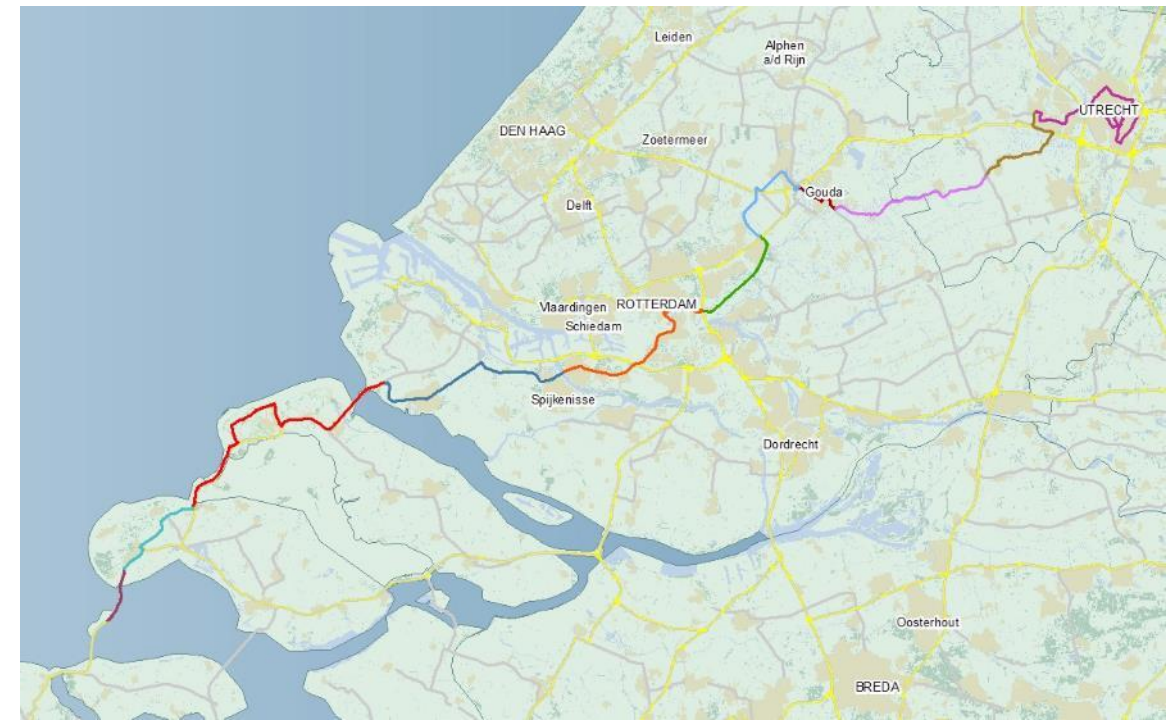 Leiden
Alphen
a/d Rijn
UTRECHT
DEN HAAG
Zoetermeer
Gouda
Delft
Vlaardingen
ROTTERDAM
Schiedam
Spijkenisse
Dordrecht
Oosterhout
BREDA